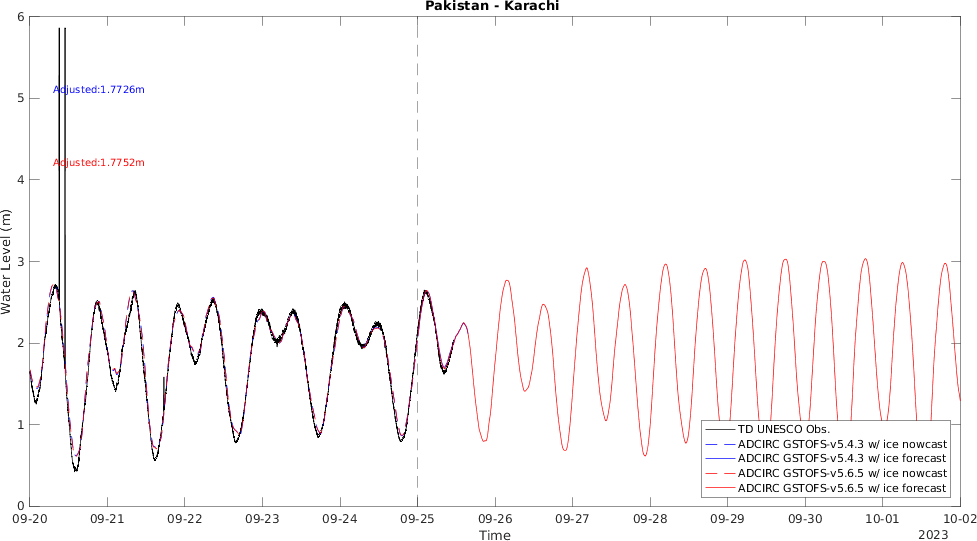 Pakistan - Karachi
6
5
4
3
2
1
0
Water Level (m)
Adjusted:1.7726m
Adjusted:1.7752m
TD UNESCO Obs.
ADCIRC GSTOFS-v5.4.3 w/ ice nowcast
ADCIRC GSTOFS-v5.4.3 w/ ice forecast
ADCIRC GSTOFS-v5.6.5 w/ ice nowcast
ADCIRC GSTOFS-v5.6.5 w/ ice forecast
09-20 09-21 09-22 09-23 09-24 09-25 09-26 09-27 09-28 09-29 09-30 10-01 10-02
Time
2023